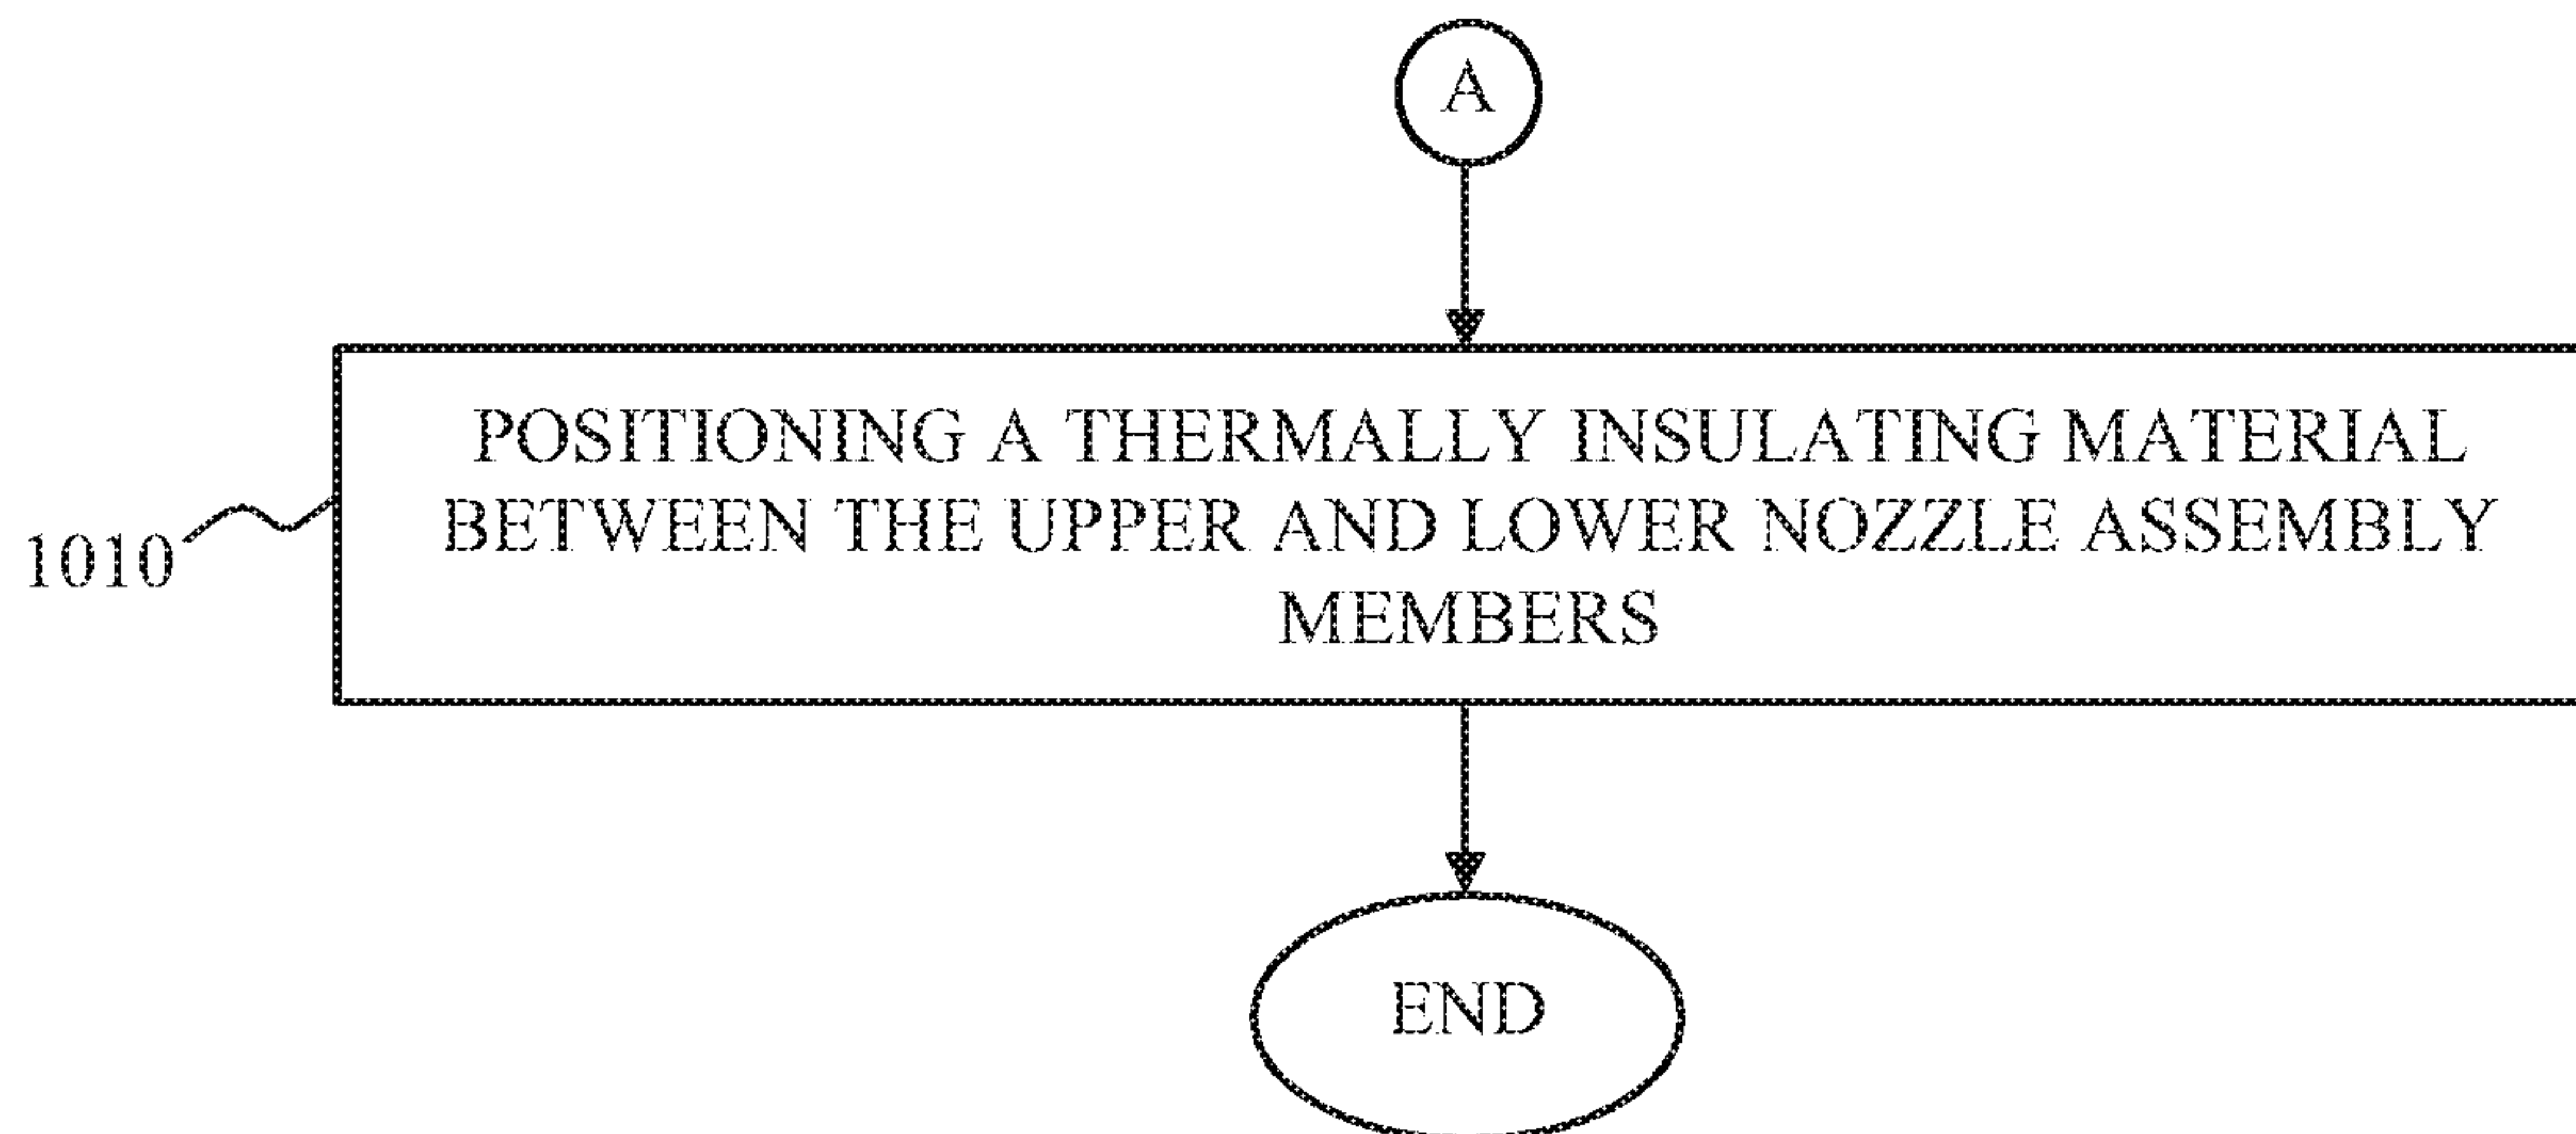 A
POSITIONING A THERMALLY INSULATING MATERIAL
BETWEEN THE UPPER AND LOWER NOZZLE ASSEMBLY
MEMBERS
1010
END